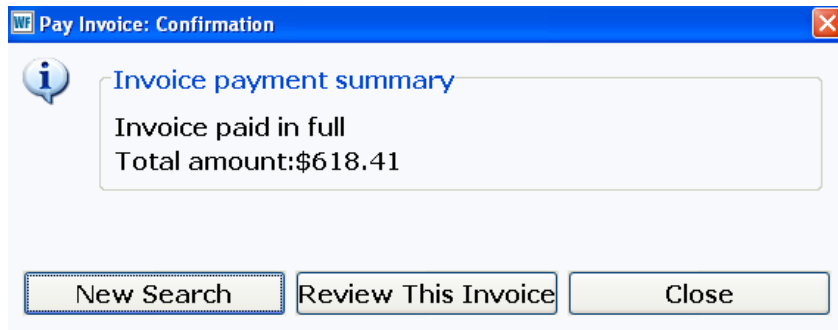 WF Pay Invoice: Confirmation
Invoice payment summary
Invoice paid in full
Total amount:$618.41
New Search Review This Invoice Close